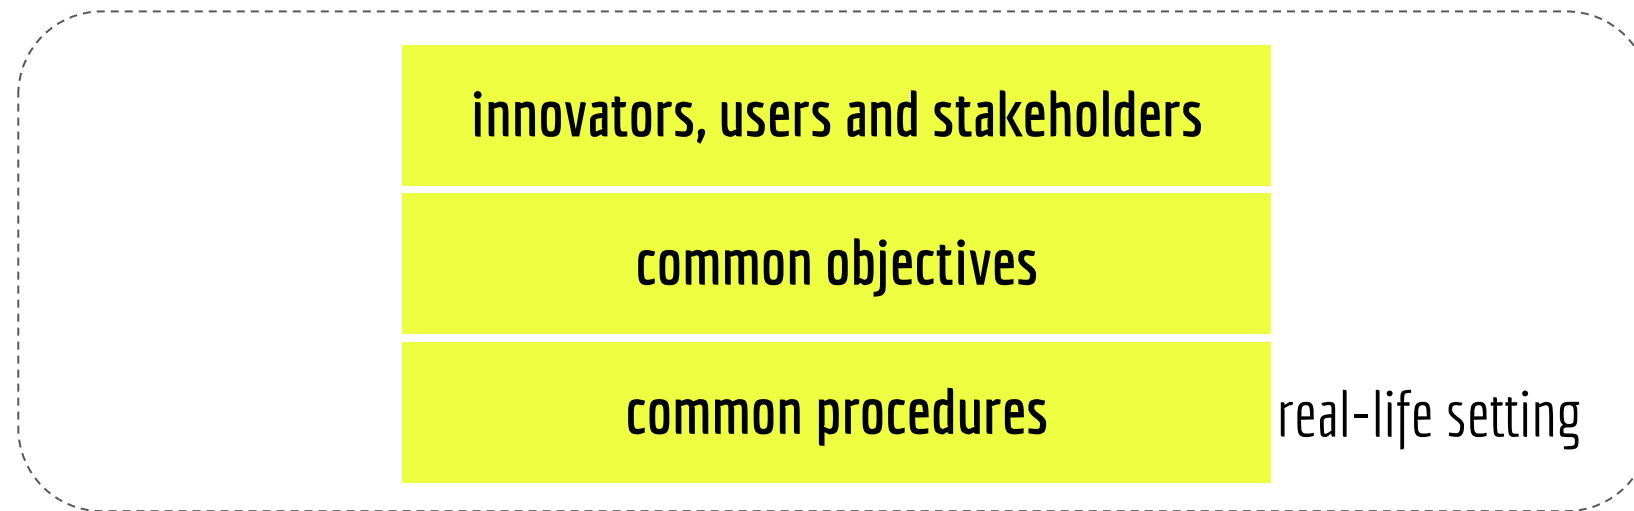 innovators, users and stakeholders
common objectives
common procedures
real-life setting